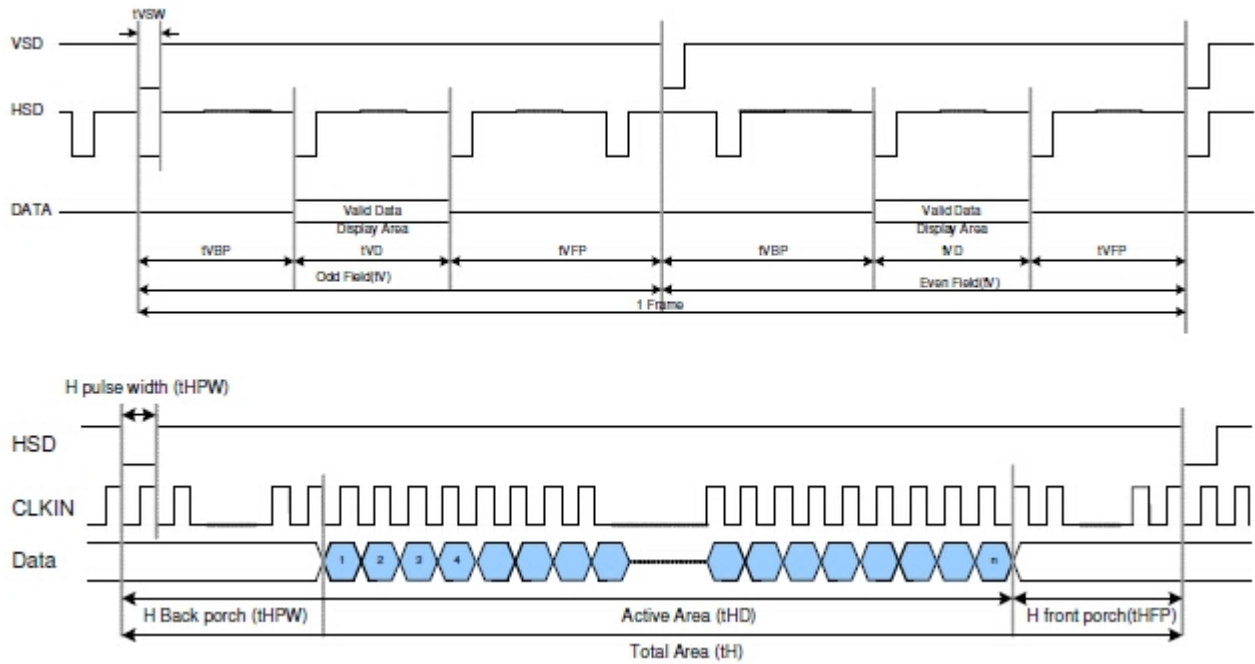 tVSW
VSD
HSD
DATA
Valid Data
Valid Data
Display Area
Display Area
tVBP
tVD
tVFP
tVBP
tVD
tVFP
Odd Field(tV)
Even Field(tV)
1 Frame
H pulse width (tHPW)
HSD
CLKIN
Data
1
2
3
4
n
H Back porch (tHPW)
Active Area (tHD)
H front porch(tHFP)
Total Area (tH)